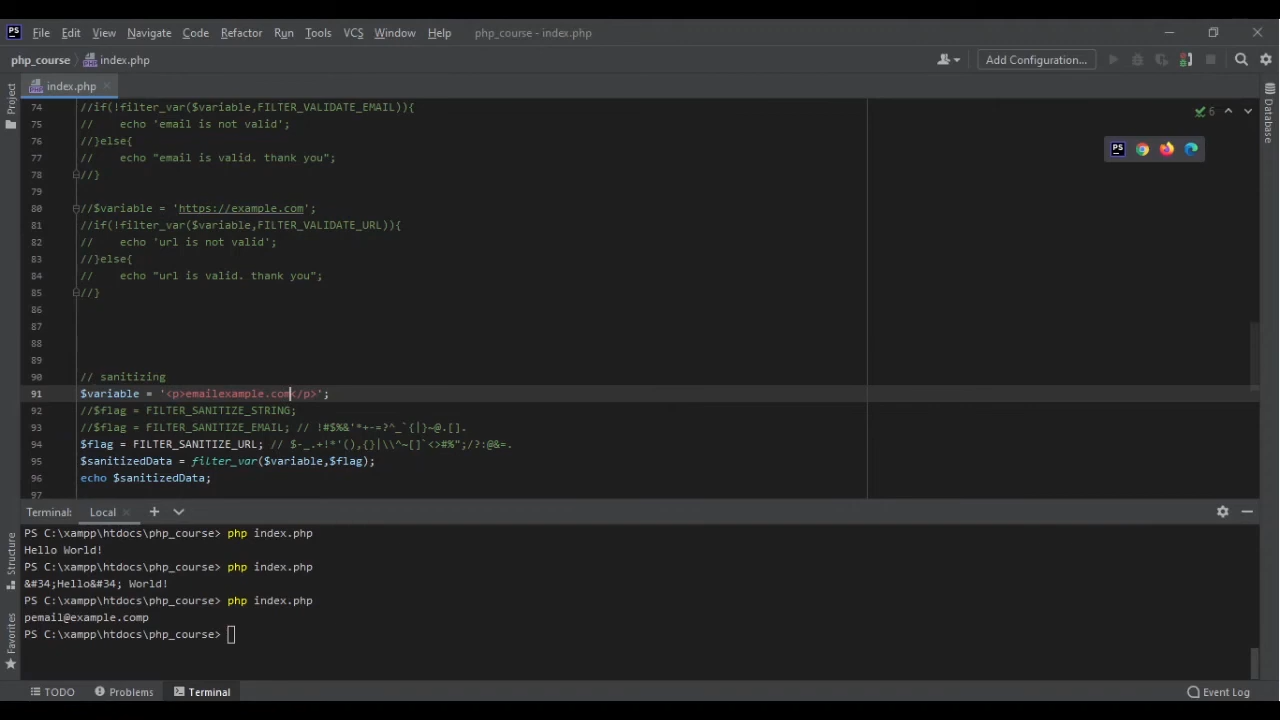 PS File Edit View Navigate Code Refactor Run Tools VCS Window Help php_course - index.php
php_course index.php Add Configuration...
index.php
Project
Database
6
PS
74 //if(!filter_var($variable,FILTER_VALIDATE_EMAIL)){
75 //    echo 'email is not valid';
76 //}else{
77 //    echo "email is valid. thank you";
78 //}
79
80 //$variable = 'https://example.com';
81 //if(!filter_var($variable,FILTER_VALIDATE_URL)){
82 //    echo 'url is not valid';
83 //}else{
84 //    echo "url is valid. thank you";
85 //}
86
87
88
89
90 // sanitizing
91 $variable = '<p>emailexample.com</p>';
92 //$flag = FILTER_SANITIZE_STRING;
93 //$flag = FILTER_SANITIZE_EMAIL; // !#$%&'*+-=?^_`{|}~@.[].
94 $flag = FILTER_SANITIZE_URL; // $-_.+!*'(),{}|\\^~[]`<>#%";/?:@&=.
95 $sanitizedData = filter_var($variable,$flag);
96 echo $sanitizedData;
97
Terminal: Local
PS C:\xampp\htdocs\php_course> php index.php
Hello World!
PS C:\xampp\htdocs\php_course> php index.php
&#34;Hello&#34; World!
PS C:\xampp\htdocs\php_course> php index.php
pemail@example.comp
PS C:\xampp\htdocs\php_course>
Structure
Favorites
TODO Problems Terminal Event Log